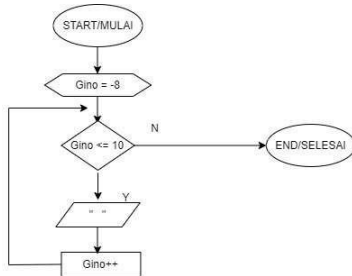 START/MULAI
Gino = -8
Gino <= 10
N
END/SELESAI
Y
" "
Gino++